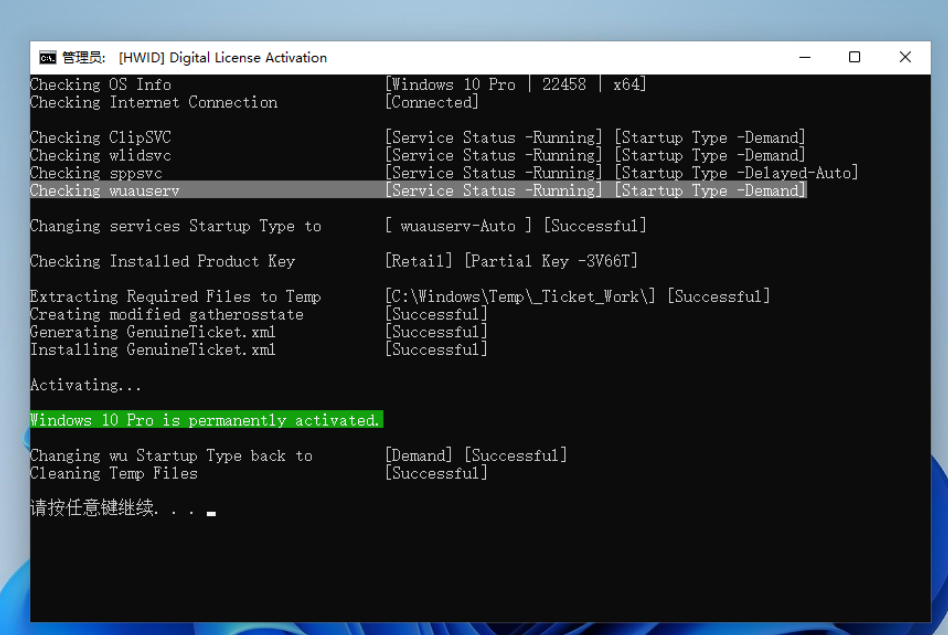 管理员: [HWID] Digital License Activation
Checking OS Info [Windows 10 Pro | 22458 | x64]
Checking Internet Connection [Connected]
Checking ClipSVC [Service Status -Running] [Startup Type -Demand]
Checking wlidsvc [Service Status -Running] [Startup Type -Demand]
Checking sppsvc [Service Status -Running] [Startup Type -Delayed-Auto]
Checking wuauserv [Service Status -Running] [Startup Type -Demand]
Changing services Startup Type to [ wuauserv-Auto ] [Successful]
Checking Installed Product Key [Retail] [Partial Key -3V66T]
Extracting Required Files to Temp [C:\Windows\Temp\_Ticket_Work\] [Successful]
Creating modified gatherosstate [Successful]
Generating GenuineTicket.xml [Successful]
Installing GenuineTicket.xml [Successful]
Activating...
Windows 10 Pro is permanently activated.
Changing wu Startup Type back to [Demand] [Successful]
Cleaning Temp Files [Successful]
请按任意键继续. . .